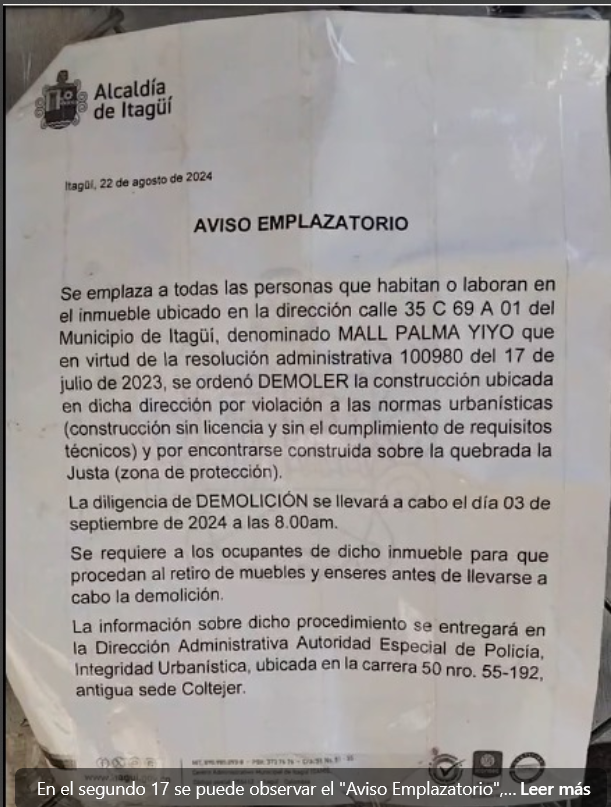 Alcaldía
de Itagüí
Itagüí, 22 de agosto de 2024
AVISO EMPLAZATORIO
Se emplaza a todas las personas que habitan o laboran en
el inmueble ubicado en la dirección calle 35 C 69 A 01 del
Municipio de Itagüí, denominado MALL PALMA YIYO que
en virtud de la resolución administrativa 100980 del 17 de
julio de 2023, se ordenó DEMOLER la construcción ubicada
en dicha dirección por violación a las normas urbanísticas
(construcción sin licencia y sin el cumplimiento de requisitos
técnicos) y por encontrarse construida sobre la quebrada la
Justa (zona de protección).
La diligencia de DEMOLICIÓN se llevará a cabo el día 03 de
septiembre de 2024 a las 8.00am.
Se requiere a los ocupantes de dicho inmueble para que
procedan al retiro de muebles y enseres antes de llevarse a
cabo la demolición.
La información sobre dicho procedimiento se entregará en
la Dirección Administrativa Autoridad Especial de Policía,
Integridad Urbanística, ubicada en la carrera 50 nro. 55-192,
antigua sede Coltejer.
www.itagui.gov.co
En el segundo 17 se puede observar el "Aviso Emplazatorio",... Leer más